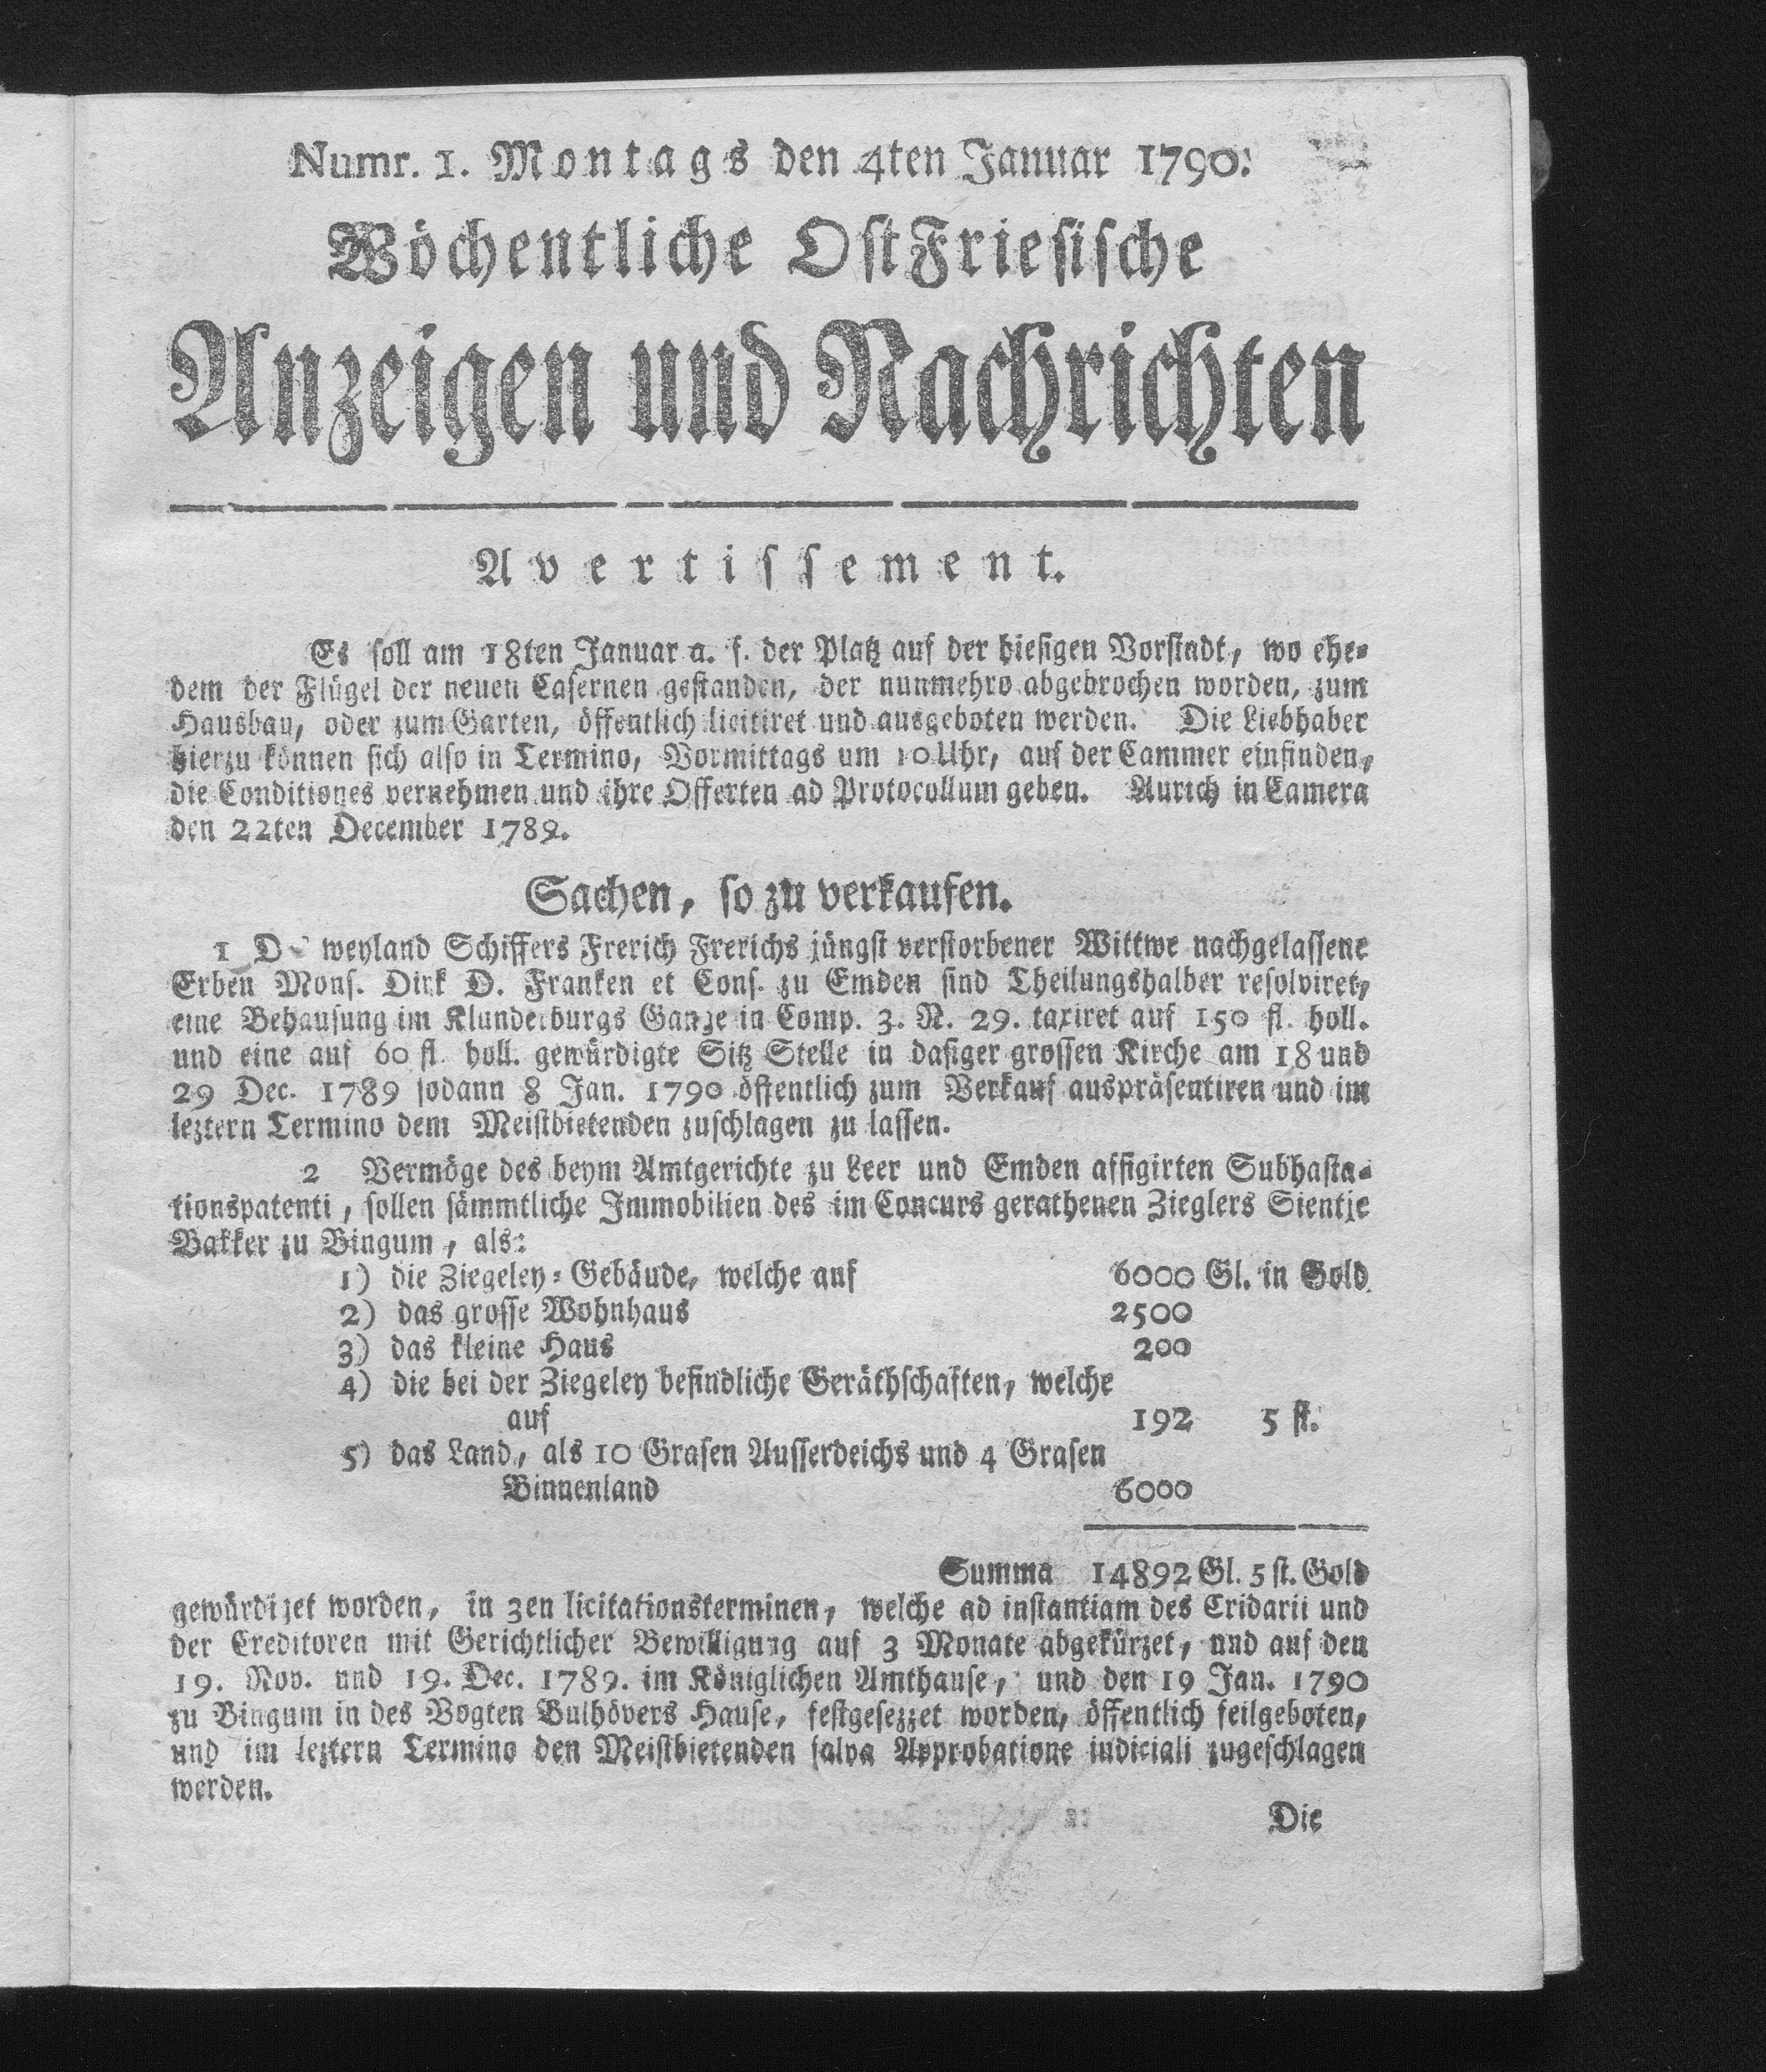 Numr. 1. Montags den 4ten Januar 1790.
Wöchentliche OstFriesische
Anzeigen und Nachrichten
Avertissement.
Es soll am 18ten Januar a. f. der Platz auf der hiesigen Vorstadt, wo ehe=
dem der Flügel der neuen Casernen gestanden, der nunmehro abgebrochen worden, zum
Hausbau, oder zum Garten, öffentlich licitiret und ausgeboten werden. Die Liebhaber
hierzu können sich also in Termino, Vormittags um 10 Uhr, auf der Cammer einfinden,
die Conditiones vernehmen und ihre Offerten ad Protocollum geben. Aurich in Camera
den 22ten December 1789.
Sachen, so zu verkaufen.
1 weyland Schiffers Frerich Frerichs jüngst verstorbener Wittwe nachgelassene
Erben Mons. Dirk D. Franken et Cons. zu Emden sind Theilungshalber resolviret,
eine Behausung im Klunderburgs Gange in Comp. 3. N. 29. taxiret auf 150 fl. holl.
und eine auf 60 fl. holl. gewürdigte Sitz Stelle in dasiger grossen Kirche am 18 und
29 Dec. 1789 sodann 8 Jan. 1790 öffentlich zum Verkauf auspräsentiren und im
leztern Termino dem Meistbietenden zuschlagen zu lassen.
2 Vermöge des beym Amtgerichte zu Leer und Emden affigirten Subhasta=
tionspatenti, sollen sämmtliche Immobilien des im Concurs gerathenen Zieglers Sientje
Bakker zu Bingum, als:
1) die Ziegeley=Gebäude, welche auf 6000 Gl. in Gold
2) das grosse Wohnhaus 2500
3) das kleine Haus 200
4) die bei der Ziegeley befindliche Geräthschaften, welche
auf 192 5 st.
5) das Land, als 10 Grasen Ausserdeichs und 4 Grasen
Binnenland 6000
Summa 14892 Gl. 5 st. Gold
gewürdiget worden, in 3en licitationsterminen, welche ad instantiam des Cridarii und
der Creditoren mit Gerichtlicher Bewilligung auf 3 Monate abgekürzet, und auf den
19. Nov. und 19. Dec. 1789. im Königlichen Amthause, und den 19 Jan. 1790
zu Bingum in des Vogten Bulhövers Hause, festgesezzet worden, öffentlich feilgeboten,
und im leztern Termino den Meistbietenden salva Approbatione judiciali zugeschlagen
werden.
Die